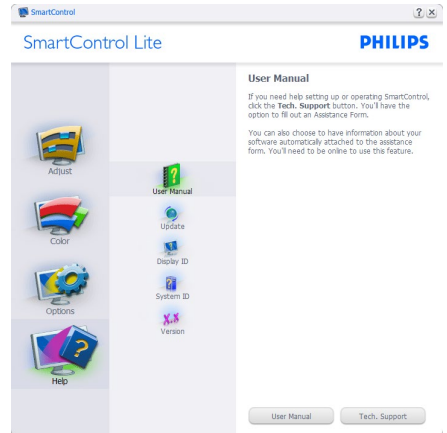 SmartControl
SmartControl Lite
PHILIPS
Adjust
Color
Options
Help
User Manual
Update
Display ID
System ID
Version
User Manual
If you need help setting up or operating SmartControl,
click the Tech. Support button. You'll have the
option to fill out an Assistance Form.
You can also choose to have information about your
software automatically attached to the assistance
form. You'll need to be online to use this feature.
User Manual
Tech. Support